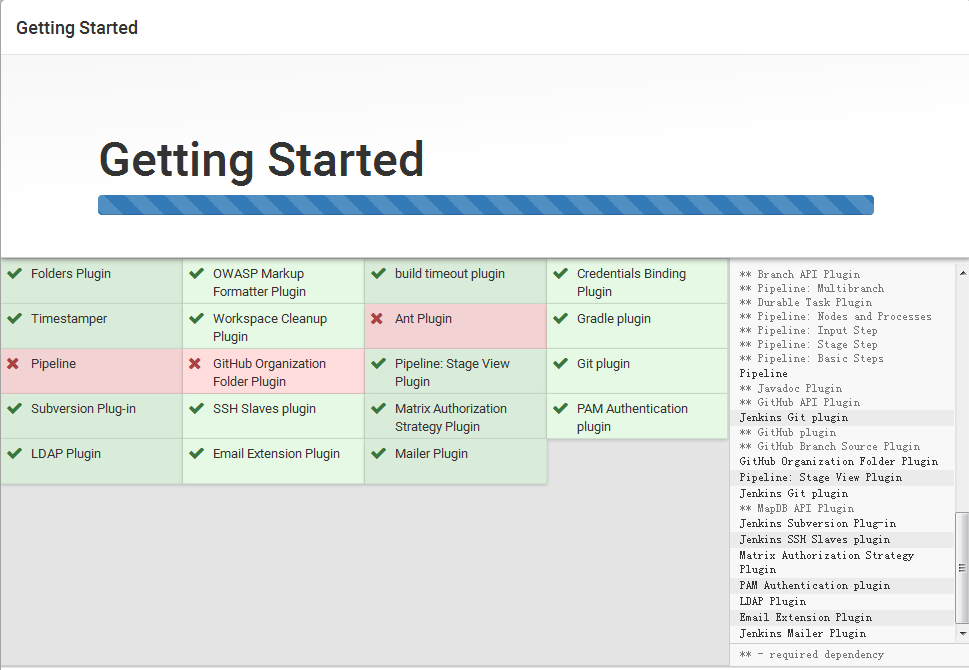 Getting Started
Getting Started
Folders Plugin
OWASP Markup
Formatter Plugin
build timeout plugin
Credentials Binding
Plugin
Timestamper
Workspace Cleanup
Plugin
Ant Plugin
Gradle plugin
Pipeline
GitHub Organization
Folder Plugin
Pipeline: Stage View
Plugin
Git plugin
Subversion Plug-in
SSH Slaves plugin
Matrix Authorization
Strategy Plugin
PAM Authentication
plugin
LDAP Plugin
Email Extension Plugin
Mailer Plugin
** Branch API Plugin
** Pipeline: Multibranch
** Durable Task Plugin
** Pipeline: Nodes and Processes
** Pipeline: Input Step
** Pipeline: Stage Step
** Pipeline: Basic Steps
Pipeline
** Javadoc Plugin
** GitHub API Plugin
Jenkins Git plugin
** GitHub plugin
** GitHub Branch Source Plugin
GitHub Organization Folder Plugin
Pipeline: Stage View Plugin
Jenkins Git plugin
** MapDB API Plugin
Jenkins Subversion Plug-in
Jenkins SSH Slaves plugin
Matrix Authorization Strategy
Plugin
PAM Authentication plugin
LDAP Plugin
Email Extension Plugin
Jenkins Mailer Plugin
** - required dependency